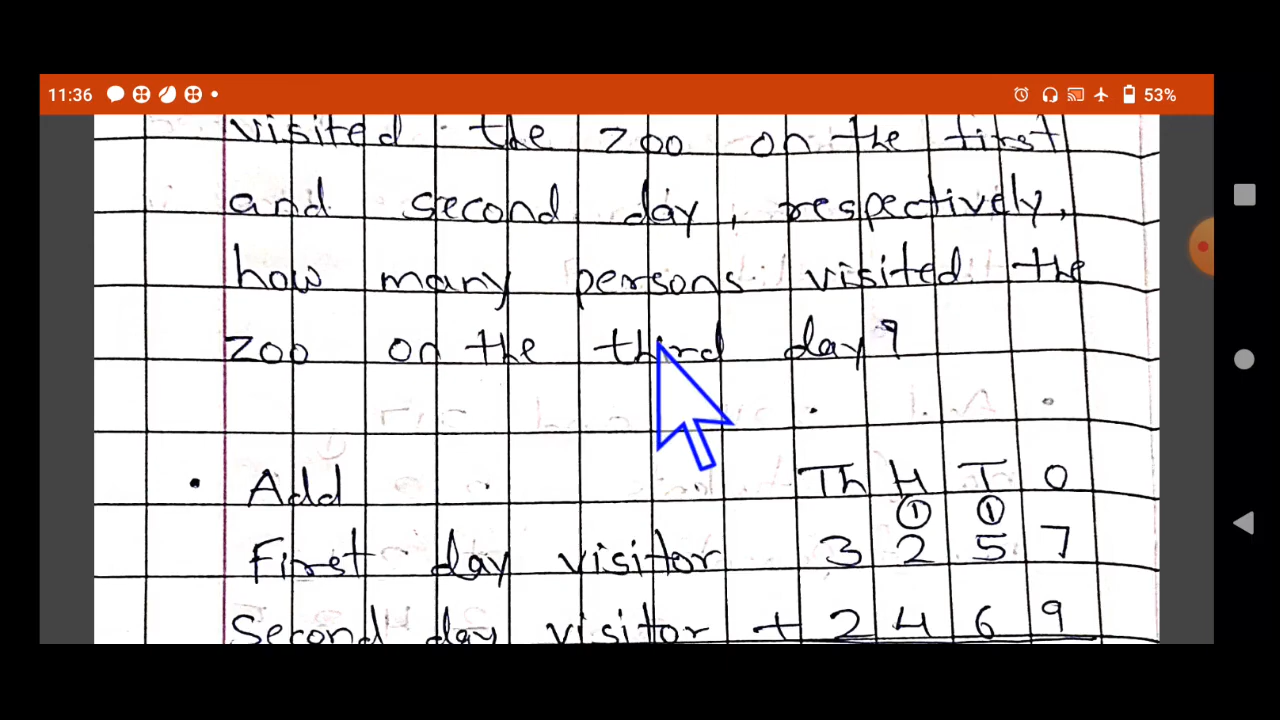 11:36 53%
visited the zoo on the first
and second day, respectively,
how many persons visited the
zoo on the third day?
• Add Th H T O
1 1
First day visitor 3 2 5 7
Second day visitor + 2 4 6 9